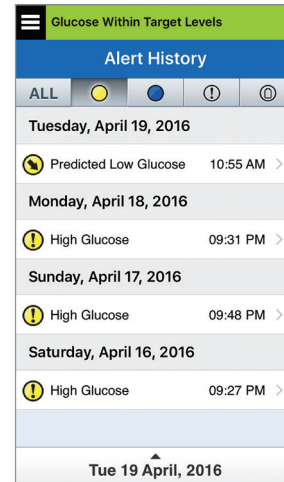 Glucose Within Target Levels
Alert History
ALL
Tuesday, April 19, 2016
Predicted Low Glucose 10:55 AM
Monday, April 18, 2016
High Glucose 09:31 PM
Sunday, April 17, 2016
High Glucose 09:48 PM
Saturday, April 16, 2016
High Glucose 09:27 PM
Tue 19 April, 2016